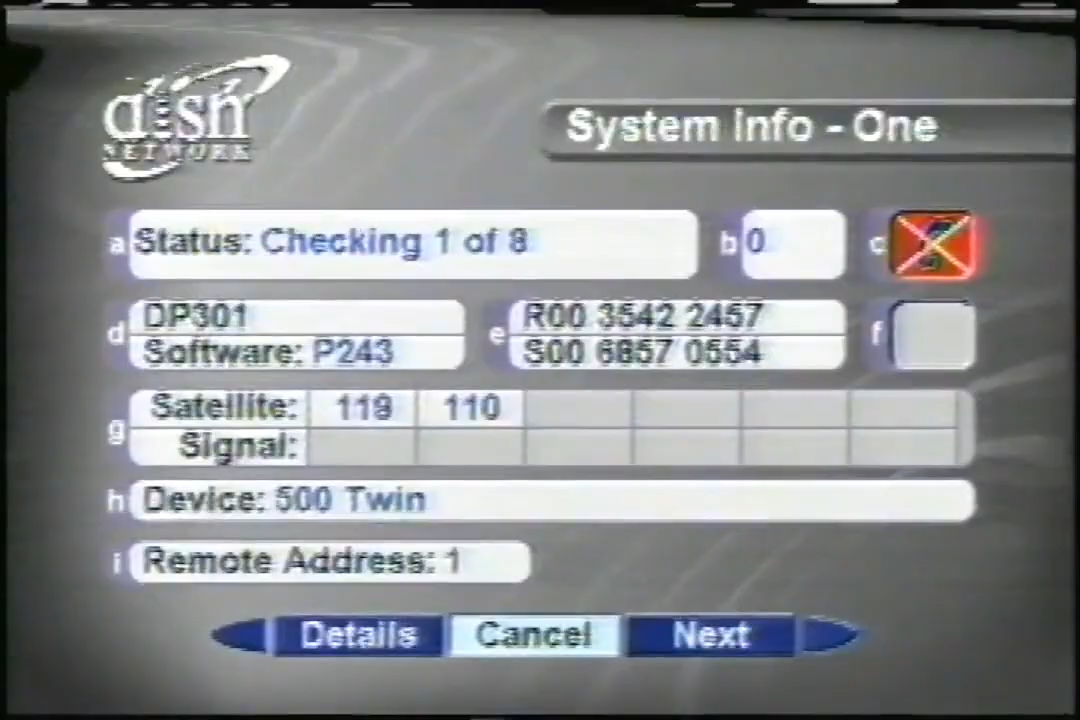 dish
NETWORK
System Info - One
a Status: Checking 1 of 8 b 0 c
d DP301 e R00 3542 2457 f
Software: P243 S00 6857 0554
g Satellite: 119 110
Signal:
h Device: 500 Twin
i Remote Address: 1
Details Cancel Next